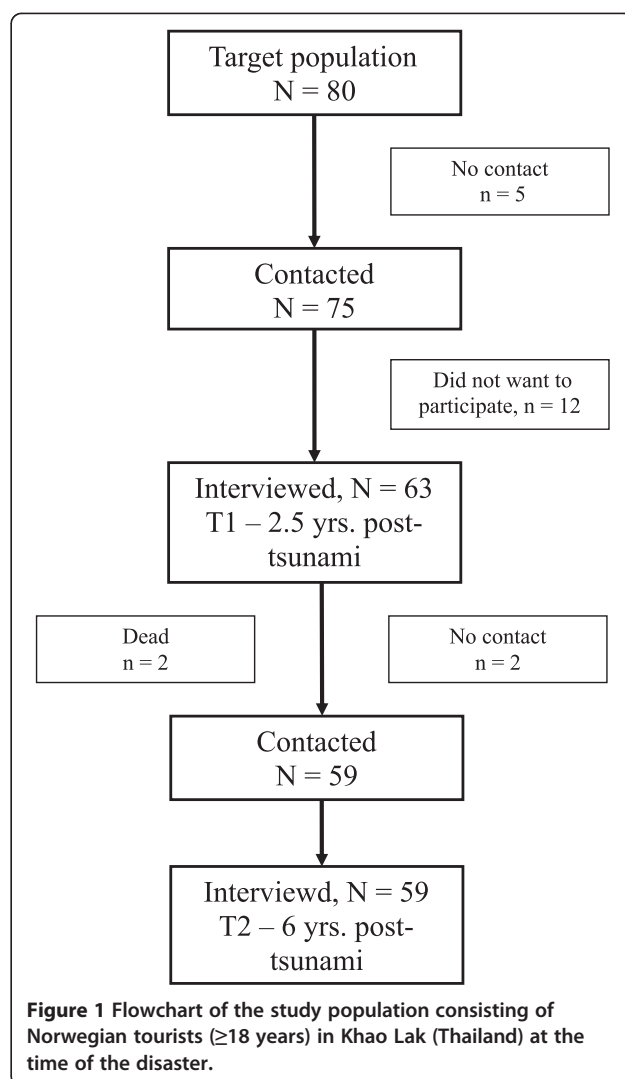 Target population
N = 80
No contact
n = 5
Contacted
N = 75
Did not want to
participate, n = 12
Interviewed, N = 63
T1 – 2.5 yrs. post-
tsunami
Dead
n = 2
No contact
n = 2
Contacted
N = 59
Interviewd, N = 59
T2 – 6 yrs. post-
tsunami
Figure 1 Flowchart of the study population consisting of
Norwegian tourists (≥18 years) in Khao Lak (Thailand) at the
time of the disaster.